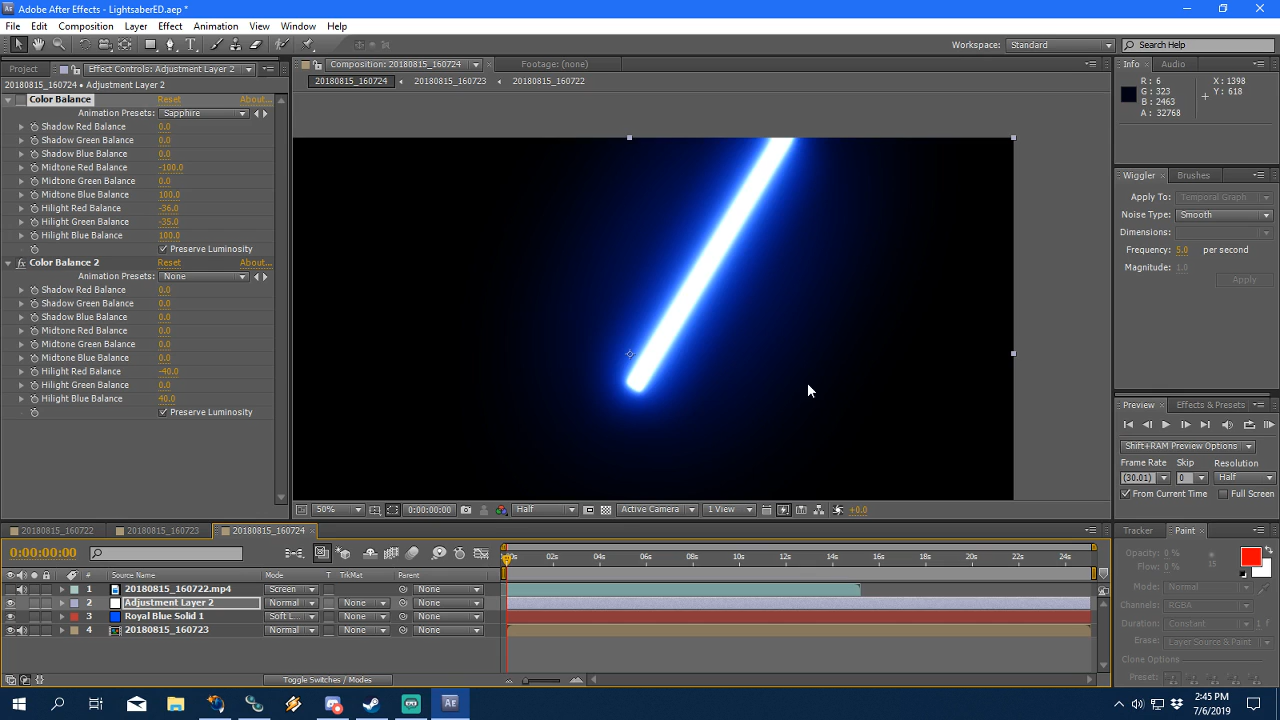 Adobe After Effects - LightsaberED.aep *
File Edit Composition Layer Effect Animation View Window Help
Workspace: Standard Search Help
Project Effect Controls: Adjustment Layer 2 Composition: 20180815_160724 Footage: (none) Info Audio
20180815_160724 • Adjustment Layer 2
20180815_160724 20180815_160723 20180815_160722
R : 6 X : 1398
G : 323 Y : 618
B : 2463
A : 32768
Color Balance Reset About...
Animation Presets: Sapphire
Shadow Red Balance 0.0
Shadow Green Balance 0.0
Shadow Blue Balance 0.0
Midtone Red Balance -100.0
Midtone Green Balance 0.0
Midtone Blue Balance 100.0
Hilight Red Balance -36.0
Hilight Green Balance -35.0
Hilight Blue Balance 100.0
Preserve Luminosity
Color Balance 2 Reset About...
Animation Presets: None
Shadow Red Balance 0.0
Shadow Green Balance 0.0
Shadow Blue Balance 0.0
Midtone Red Balance 0.0
Midtone Green Balance 0.0
Midtone Blue Balance 0.0
Hilight Red Balance -40.0
Hilight Green Balance 0.0
Hilight Blue Balance 40.0
Preserve Luminosity
Wiggler Brushes
Apply To: Temporal Graph
Noise Type: Smooth
Dimensions:
Frequency: 5.0 per second
Magnitude: 1.0
Apply
Preview Effects & Presets
Shift+RAM Preview Options
Frame Rate Skip Resolution
(30.01) 0 Half
From Current Time Full Screen
50% 0:00:00:00 Half Active Camera 1 View +0.0
20180815_160722 20180815_160723 20180815_160724
0:00:00:00
02s 04s 06s 08s 10s 12s 14s 16s 18s 20s 22s 24s
# Source Name Mode T TrkMat Parent
1 20180815_160722.mp4 Screen None
2 Adjustment Layer 2 Normal None None
3 Royal Blue Solid 1 Soft L... None None
4 20180815_160723 Normal None None
Toggle Switches / Modes
Tracker Paint
Opacity: 0 %
Flow: 0 % 15
Mode: Normal
Channels: RGBA
Duration: Constant 1 f
Erase: Layer Source & Paint
Clone Options
Preset:
Ae
2:45 PM
7/6/2019